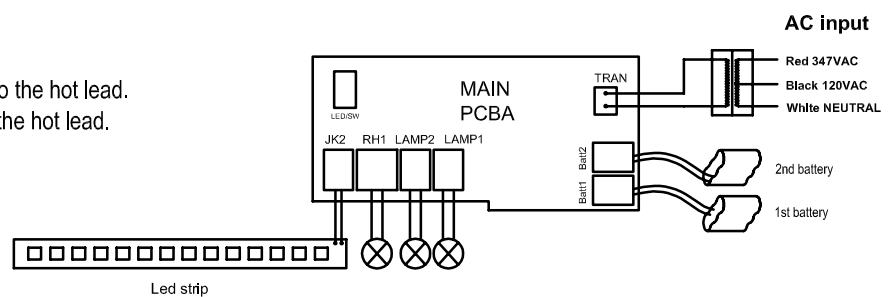 AC input
Red 347VAC
Black 120VAC
White NEUTRAL
o the hot lead.
the hot lead.
MAIN
PCBA
TRAN
LED/SW
JK2 RH1 LAMP2 LAMP1
Batt2
Batt1
2nd battery
1st battery
Led strip